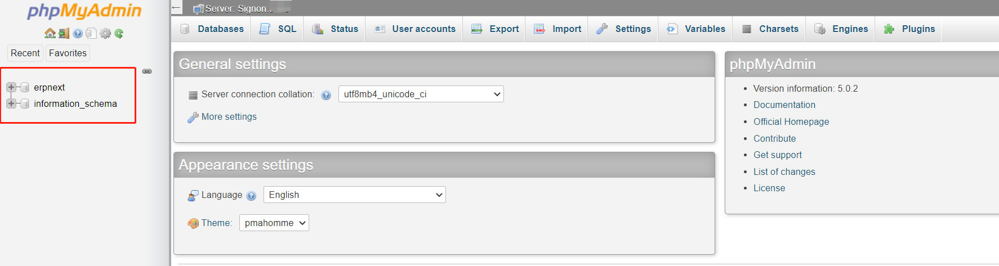 phpMyAdmin
Recent Favorites
erpnext
information_schema
Server: Signon:
Databases SQL Status User accounts Export Import Settings Variables Charsets Engines Plugins
General settings
Server connection collation: utf8mb4_unicode_ci
More settings
Appearance settings
Language English
Theme: pmahomme
phpMyAdmin
Version information: 5.0.2
Documentation
Official Homepage
Contribute
Get support
List of changes
License